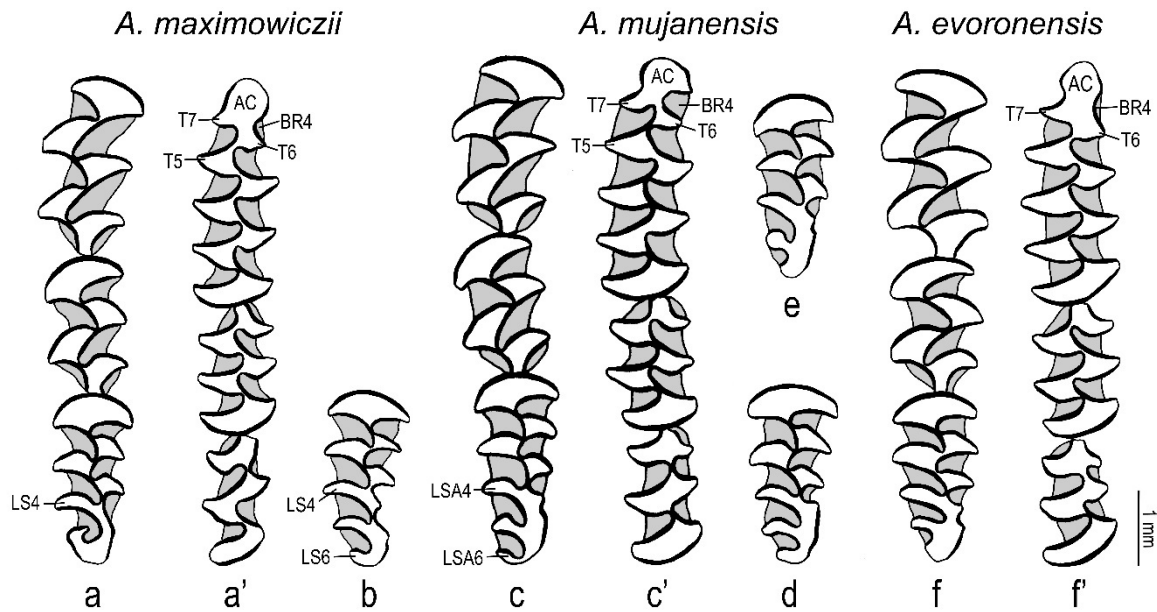 A. maximowiczii
A. mujanensis
A. evoronensis
AC
T7
BR4
T6
T5
LS4
LS4
LS6
AC
T7
BR4
T6
T5
LSA4
LSA6
AC
T7
BR4
T6
1 mm
e
a
a'
b
c
c'
d
f
f'